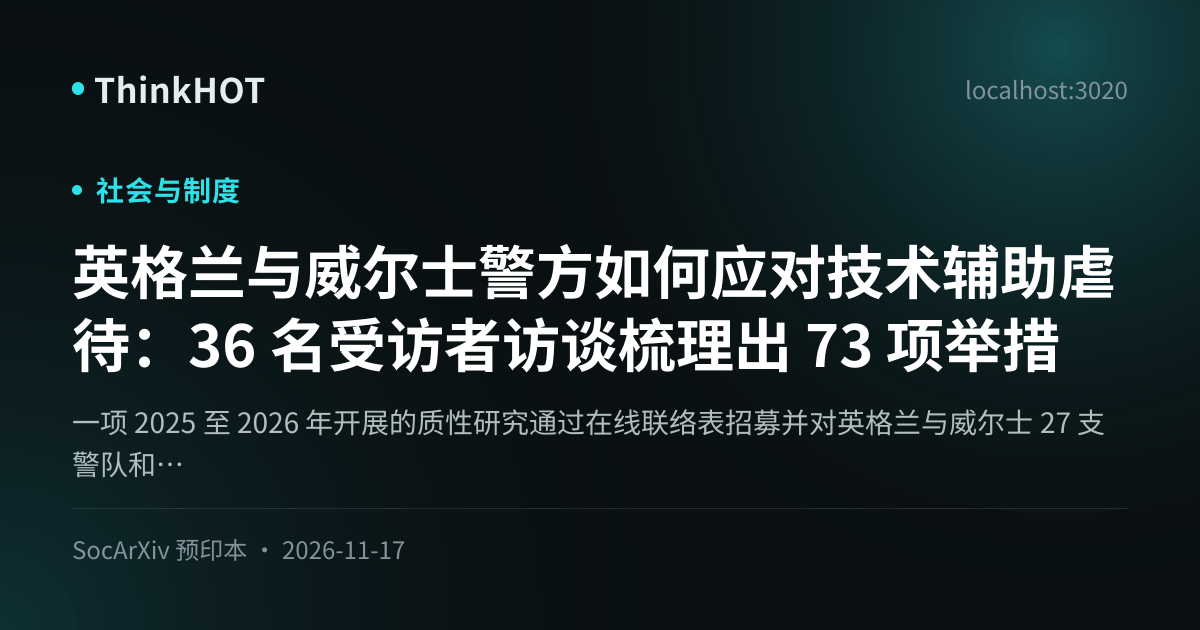 ThinkHOT
localhost:3020
社会与制度
英格兰与威尔士警方如何应对技术辅助虐
待：36 名受访者访谈梳理出 73 项举措
一项 2025 至 2026 年开展的质性研究通过在线联络表招募并对英格兰与威尔士 27 支
警队和…
SocArXiv 预印本 • 2026-11-17